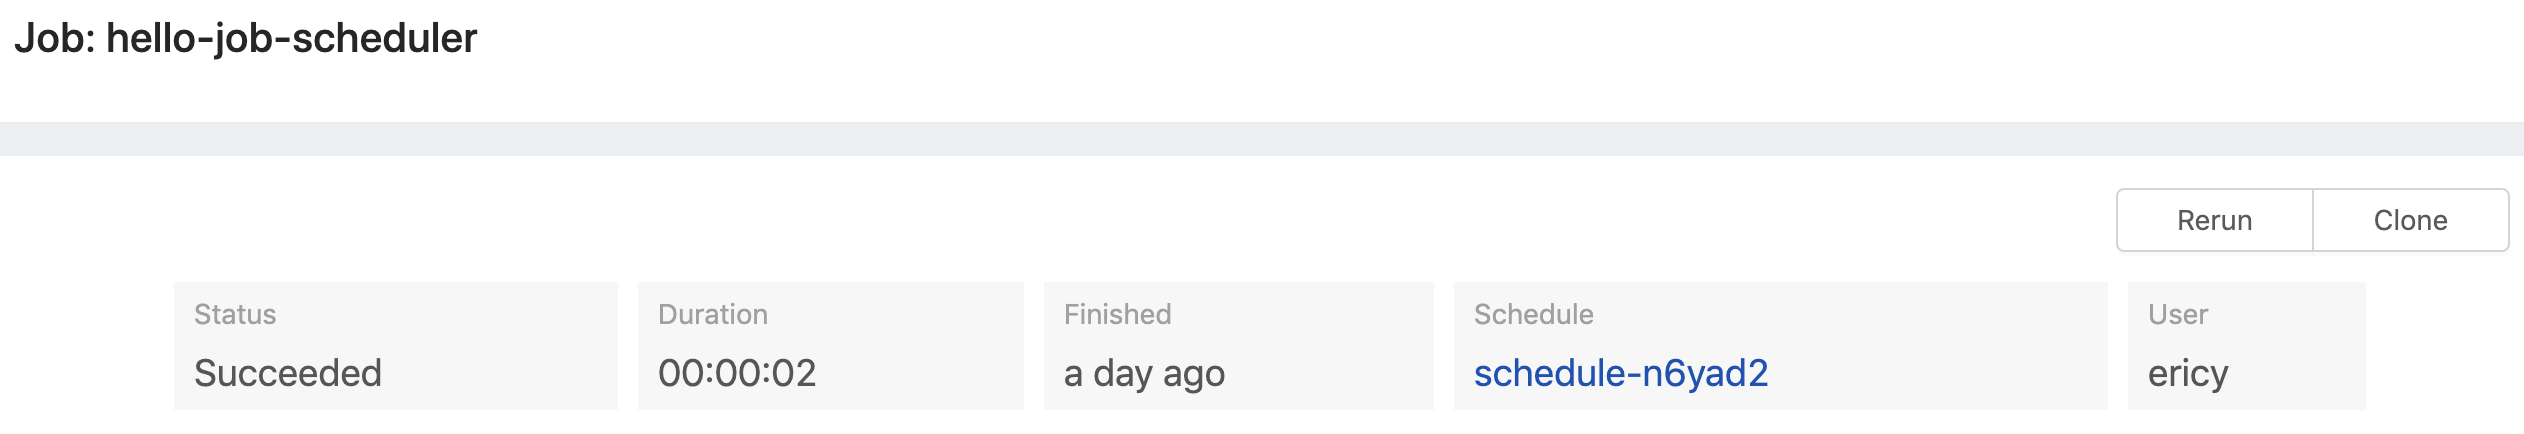 Job: hello-job-scheduler
Rerun Clone
Status Duration Finished Schedule User
Succeeded 00:00:02 a day ago schedule-n6yad2 ericy